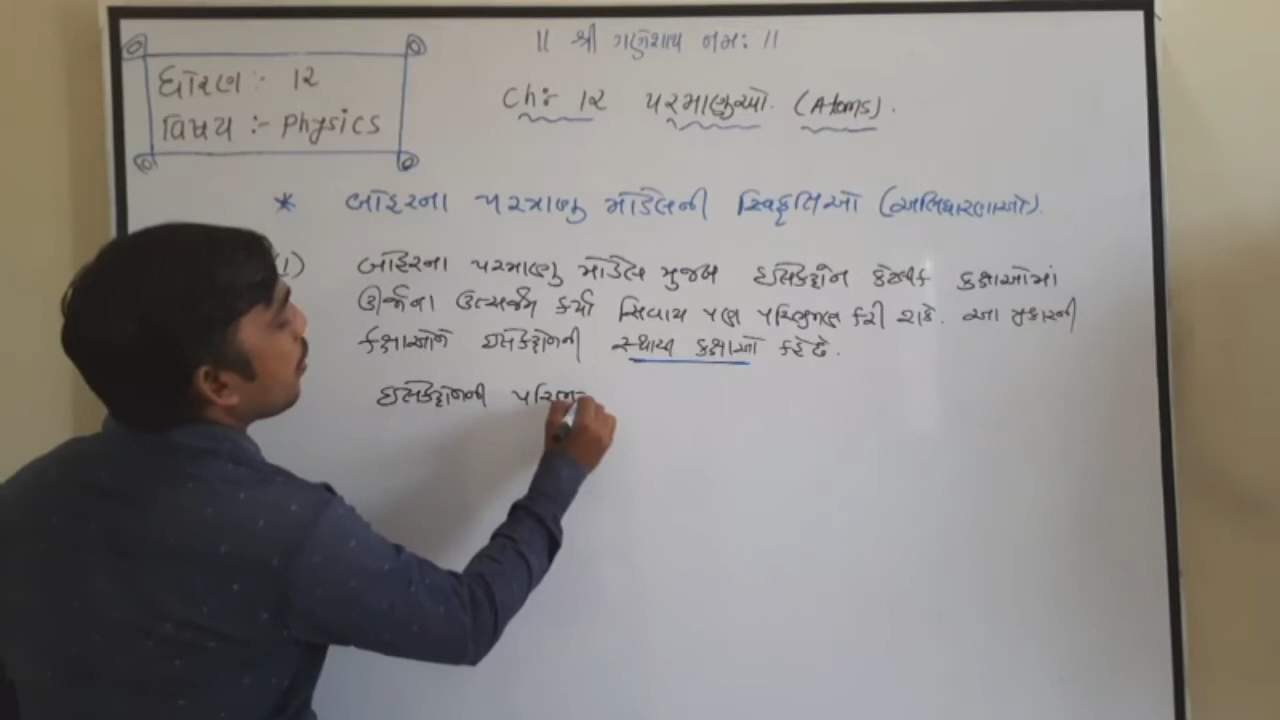 ॥ શ્રી ગણેશાય નમઃ ॥
ધોરણ :- ૧૨
વિષય :- Physics
Ch: ૧૨ પરમાણુઓ. (Atoms).
* બોહરના પરમાણુ મોડેલની સ્વિકૃતિઓ (અભિધારણાઓ).
(1) બોહરના પરમાણુ મોડેલ મુજબ ઇલેક્ટ્રોન કેટલીક કક્ષાઓમાં
ઊર્જાના ઉત્સર્જન કર્યા સિવાય પણ પરિભ્રમણ કરી શકે. આ પ્રકારની
કક્ષાઓને ઇલેક્ટ્રોનની સ્થાયી કક્ષાઓ કહે છે.
ઇલેક્ટ્રોનની